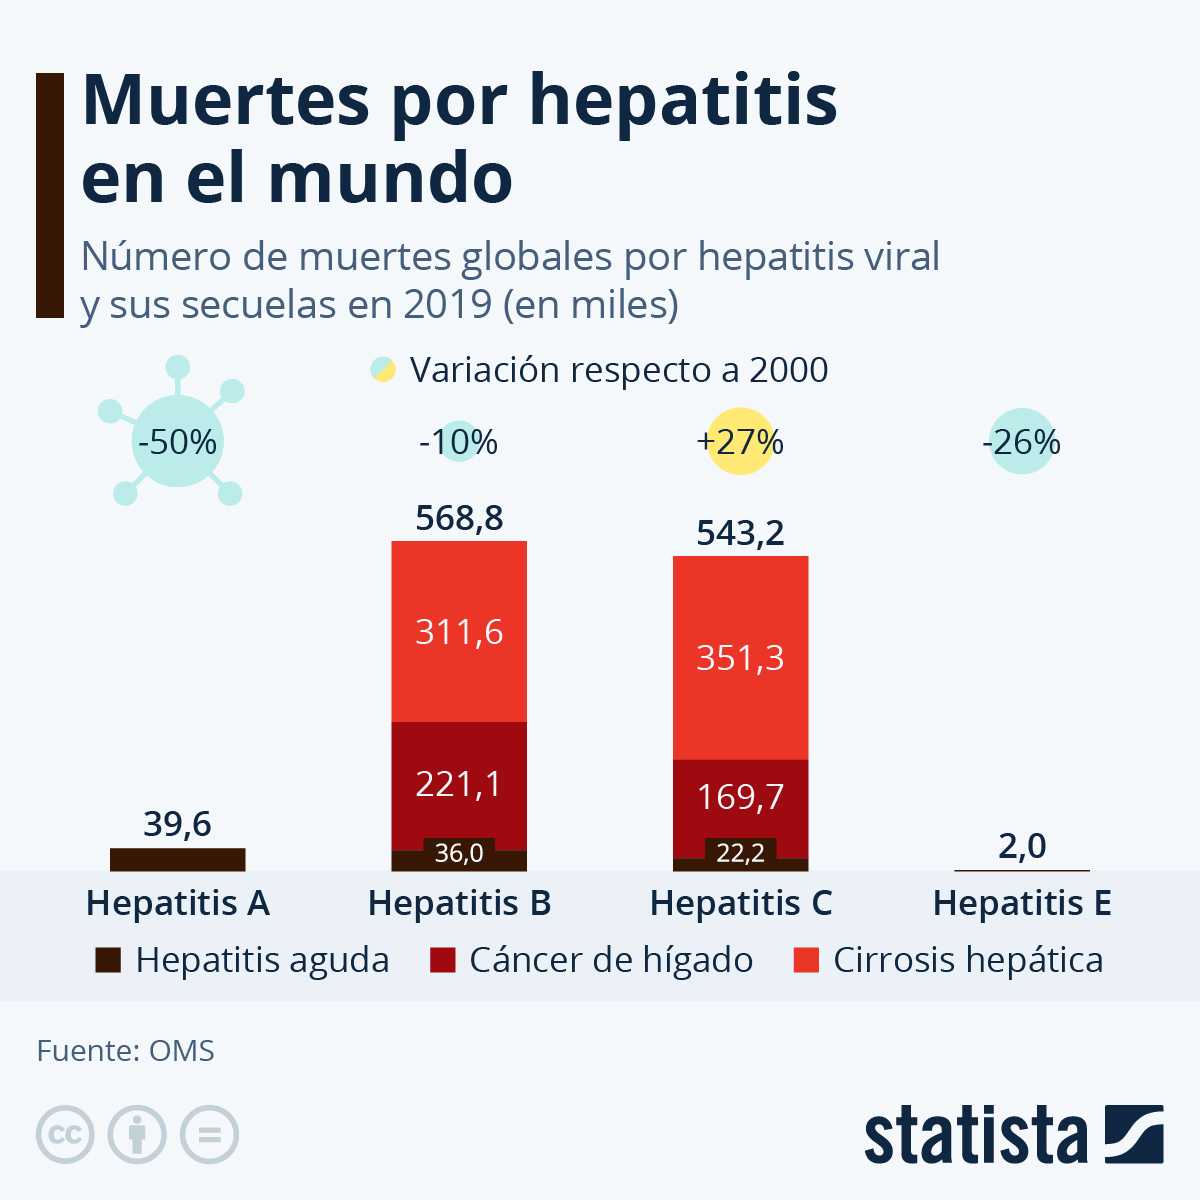 Muertes por hepatitis
en el mundo
Número de muertes globales por hepatitis viral
y sus secuelas en 2019 (en miles)
Variación respecto a 2000
-50%
-10%
+27%
-26%
568,8
543,2
311,6
351,3
221,1
169,7
39,6
36,0
22,2
2,0
Hepatitis A
Hepatitis B
Hepatitis C
Hepatitis E
Hepatitis aguda
Cáncer de hígado
Cirrosis hepática
Fuente: OMS
cc
statista